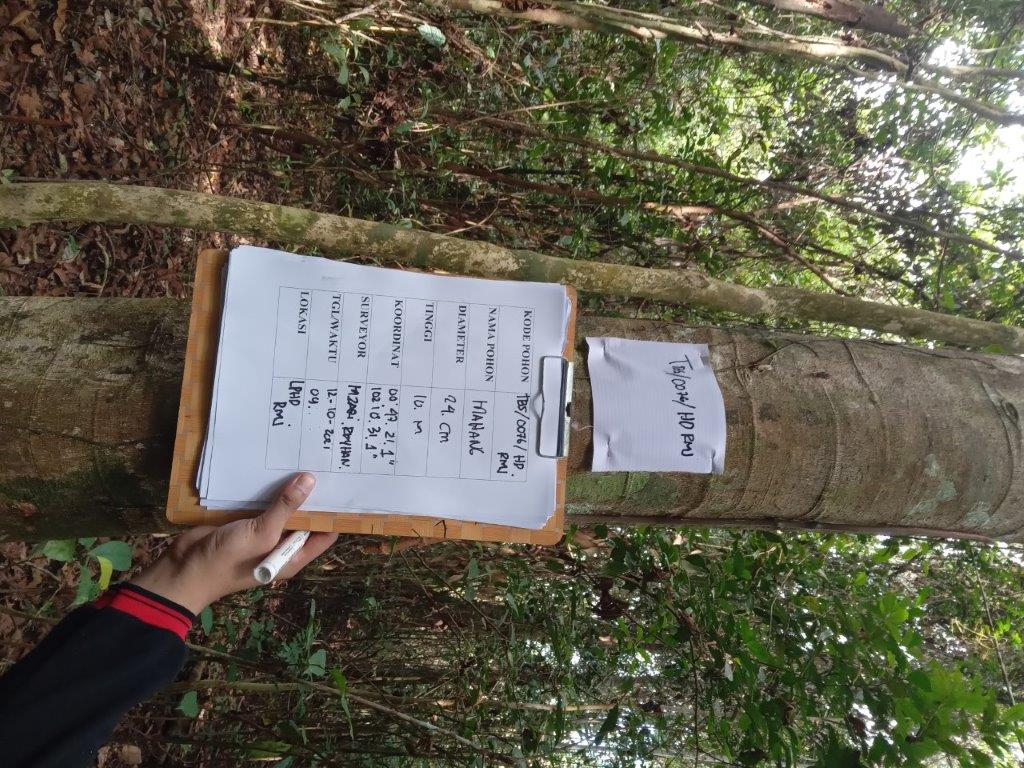 TBS/0076/ HD RMJ
KODE POHON TBS/0076/ HD.
RMJ
NAMA POHON MAHANG
DIAMETER 24. CM
TINGGI 10. M
KOORDINAT 00°47. 21. 1"
102°10. 31. 1"
SURVEYOR ROYHAN.
TGL/WAKTU 12-10-2021
09..
LOKASI LPHD
RMJ